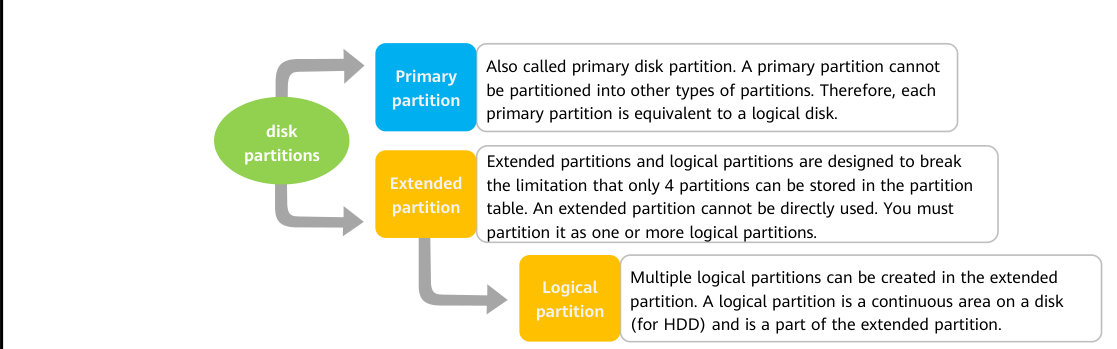 disk
partitions
Primary
partition
Also called primary disk partition. A primary partition cannot
be partitioned into other types of partitions. Therefore, each
primary partition is equivalent to a logical disk.
Extended
partition
Extended partitions and logical partitions are designed to break
the limitation that only 4 partitions can be stored in the partition
table. An extended partition cannot be directly used. You must
partition it as one or more logical partitions.
Logical
partition
Multiple logical partitions can be created in the extended
partition. A logical partition is a continuous area on a disk
(for HDD) and is a part of the extended partition.